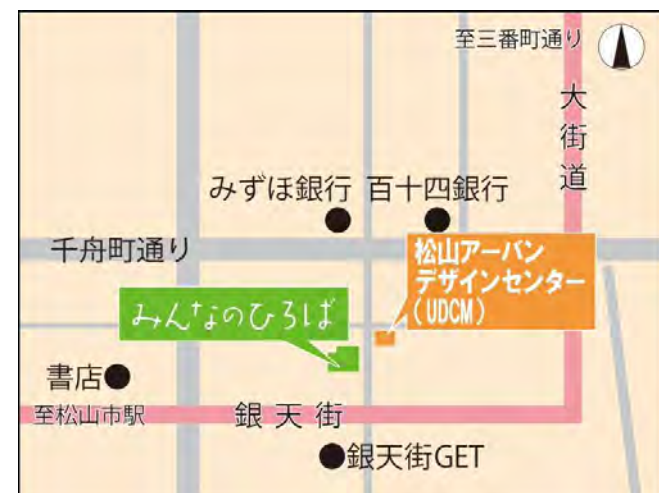 至三番町通り
大街道
みずほ銀行
百十四銀行
千舟町通り
松山アーバン
デザインセンター
(UDCM)
みんなのひろば
書店
至松山市駅
銀天街
銀天街GET